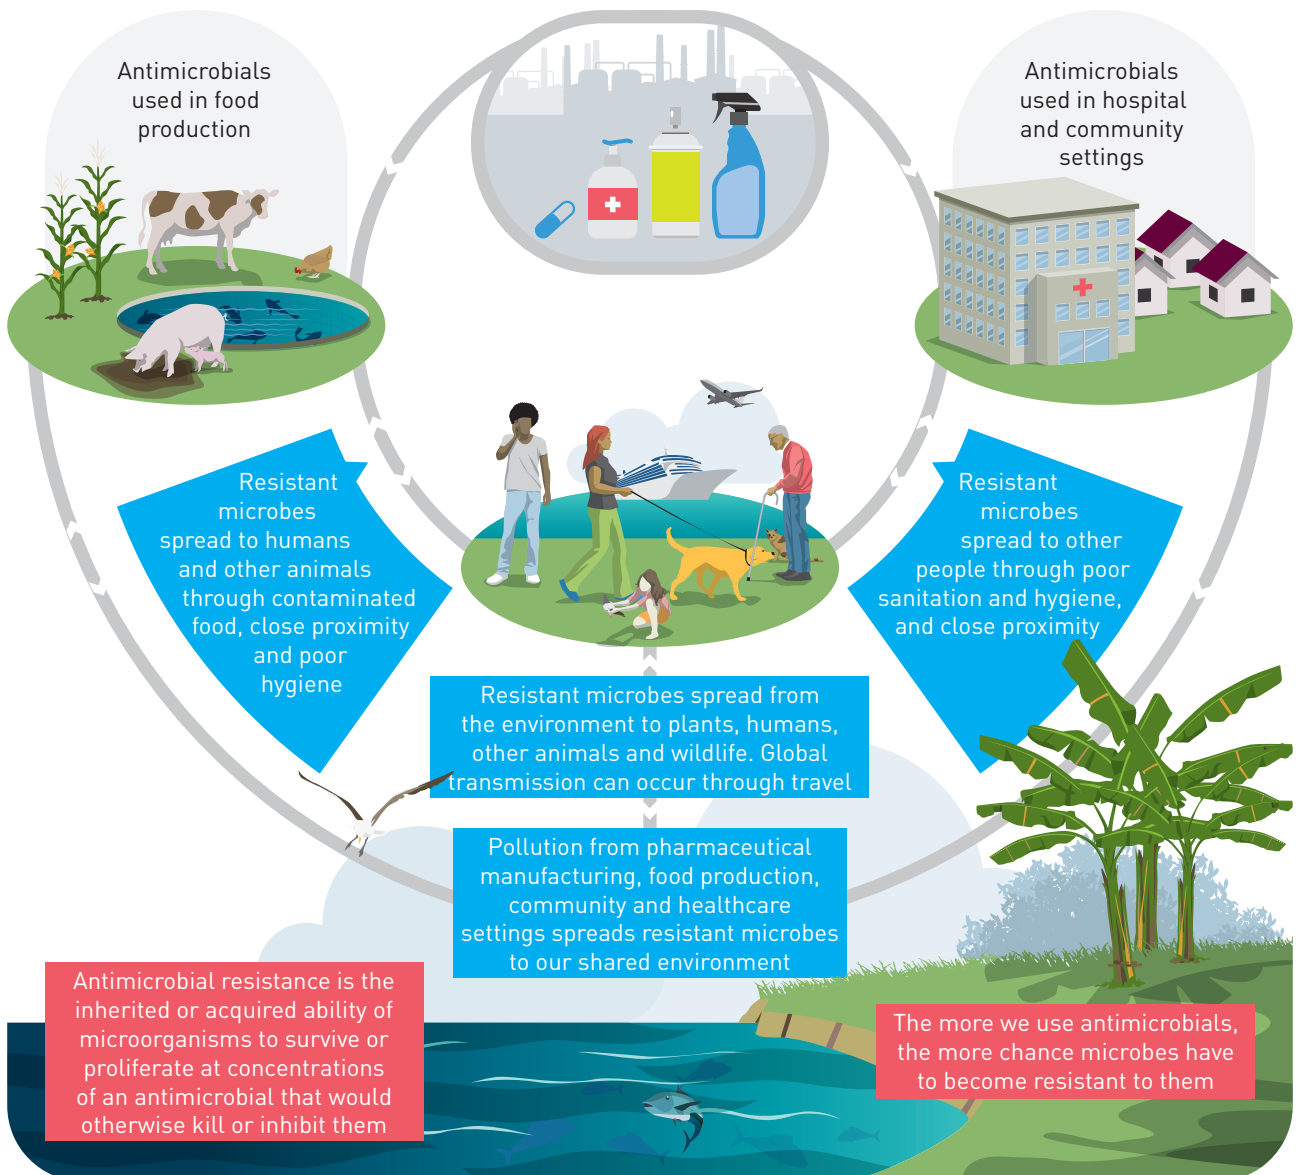 Antimicrobials
used in food
production
Antimicrobials
used in hospital
and community
settings
Resistant
microbes
spread to humans
and other animals
through contaminated
food, close proximity
and poor
hygiene
Resistant
microbes
spread to other
people through poor
sanitation and hygiene,
and close proximity
Resistant microbes spread from
the environment to plants, humans,
other animals and wildlife. Global
transmission can occur through travel
Pollution from pharmaceutical
manufacturing, food production,
community and healthcare
settings spreads resistant microbes
to our shared environment
Antimicrobial resistance is the
inherited or acquired ability of
microorganisms to survive or
proliferate at concentrations
of an antimicrobial that would
otherwise kill or inhibit them
The more we use antimicrobials,
the more chance microbes have
to become resistant to them